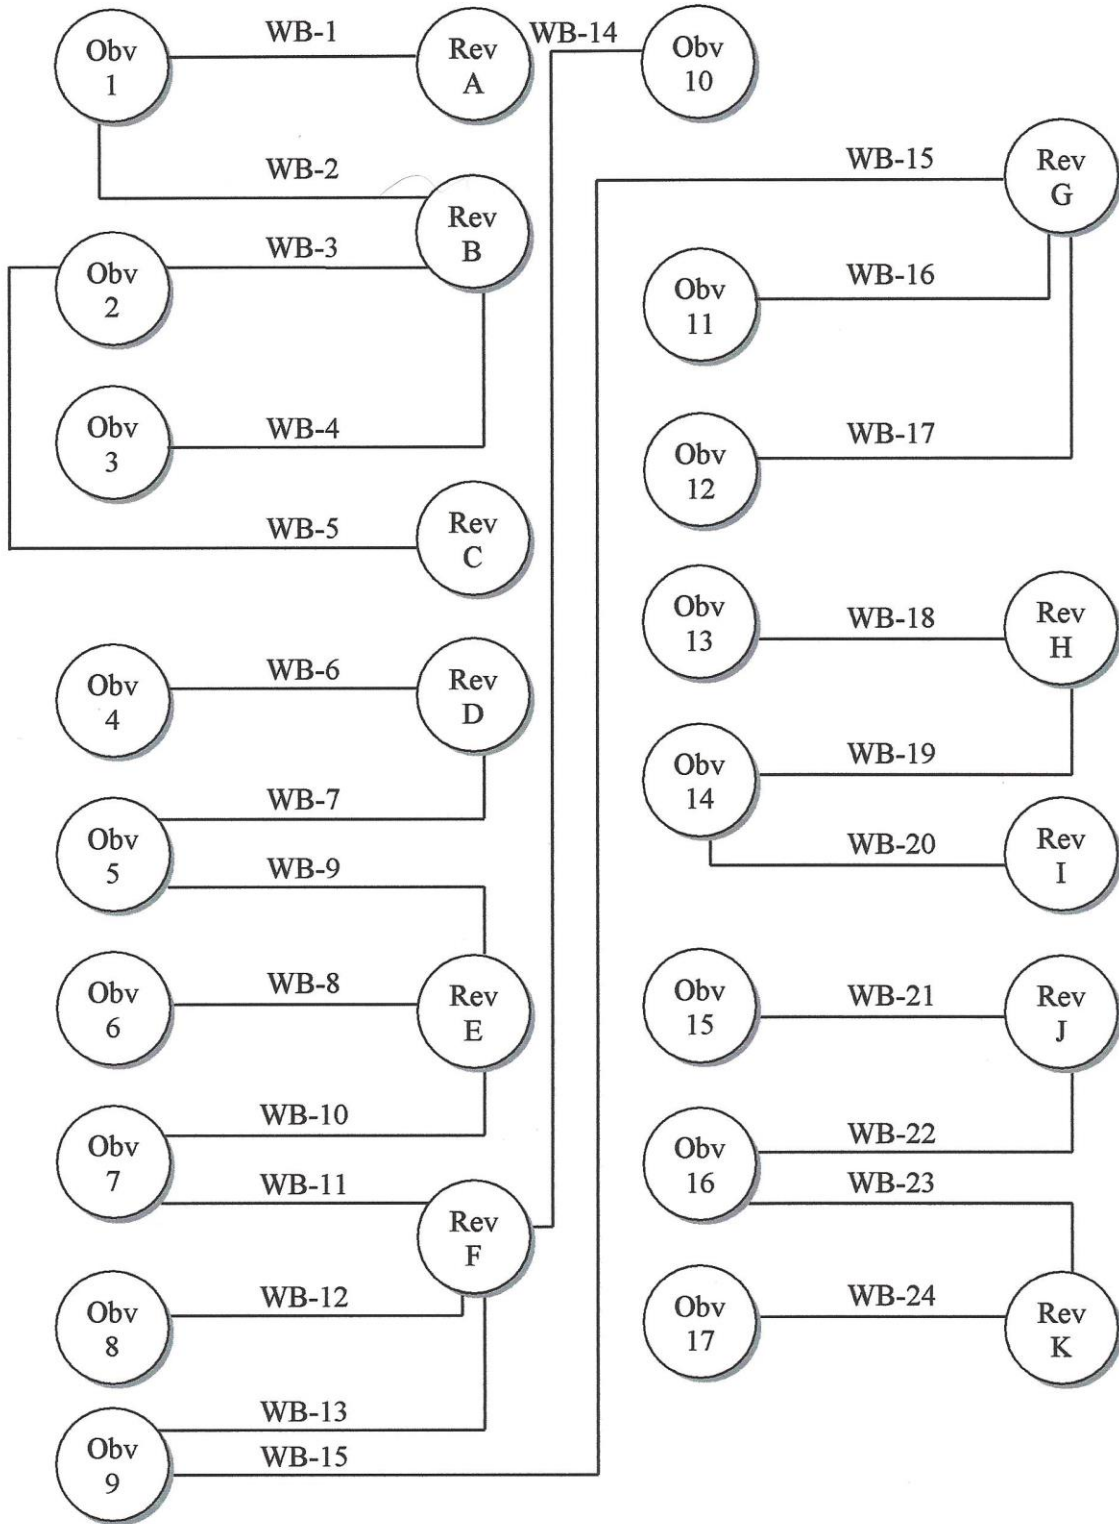 Obv
1
WB-1
Rev
A
WB-2
Rev
B
Obv
2
WB-3
Obv
3
WB-4
WB-5
Rev
C
Obv
4
WB-6
Rev
D
WB-7
Obv
5
WB-9
Obv
6
WB-8
Rev
E
WB-10
Obv
7
WB-11
Rev
F
Obv
8
WB-12
WB-13
Obv
9
WB-15
WB-14
Obv
10
WB-15
Rev
G
Obv
11
WB-16
Obv
12
WB-17
Obv
13
WB-18
Rev
H
Obv
14
WB-19
WB-20
Rev
I
Obv
15
WB-21
Rev
J
Obv
16
WB-22
WB-23
Obv
17
WB-24
Rev
K